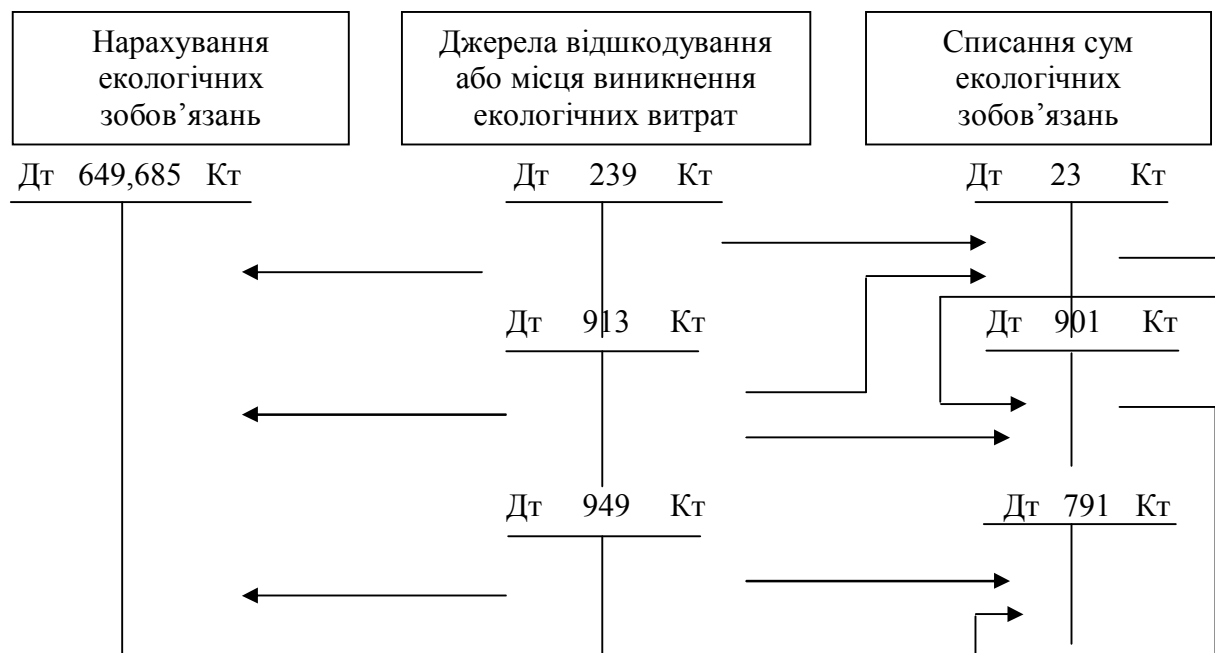 Нарахування
екологічних
зобов’язань
Джерела відшкодування
або місця виникнення
екологічних витрат
Списання сум
екологічних
зобов’язань
Дт 649,685 Кт
Дт 239 Кт
Дт 23 Кт
Дт 913 Кт
Дт 901 Кт
Дт 949 Кт
Дт 791 Кт